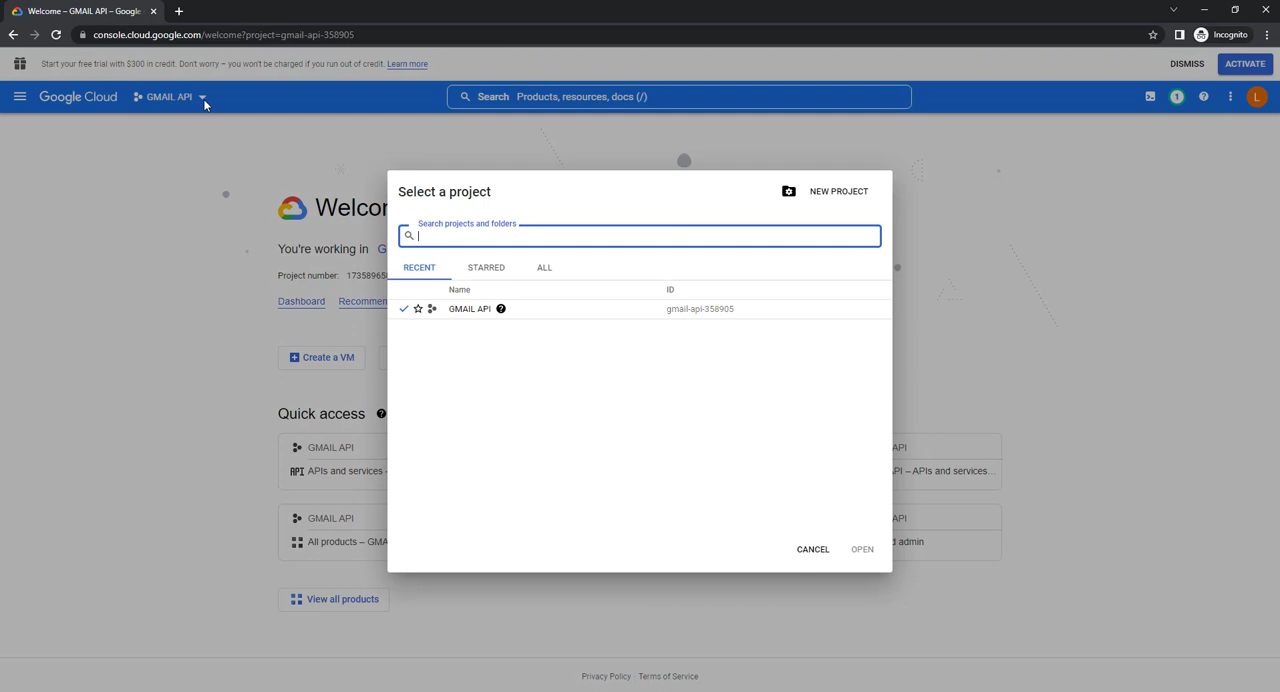 Welcome – GMAIL API – Google
console.cloud.google.com/welcome?project=gmail-api-358905
Incognito
Start your free trial with $300 in credit. Don't worry – you won't be charged if you run out of credit. Learn more
DISMISS
ACTIVATE
Google Cloud
GMAIL API
Search Products, resources, docs (/)
1
L
Select a project
NEW PROJECT
Search projects and folders
RECENT
STARRED
ALL
Name
ID
GMAIL API
gmail-api-358905
CANCEL
OPEN
You're working in
Project number:
Dashboard
Create a VM
Quick access
GMAIL API
API APIs and services
GMAIL API
All products – GMA
View all products
API
PI – APIs and services...
API
d admin
Privacy Policy · Terms of Service